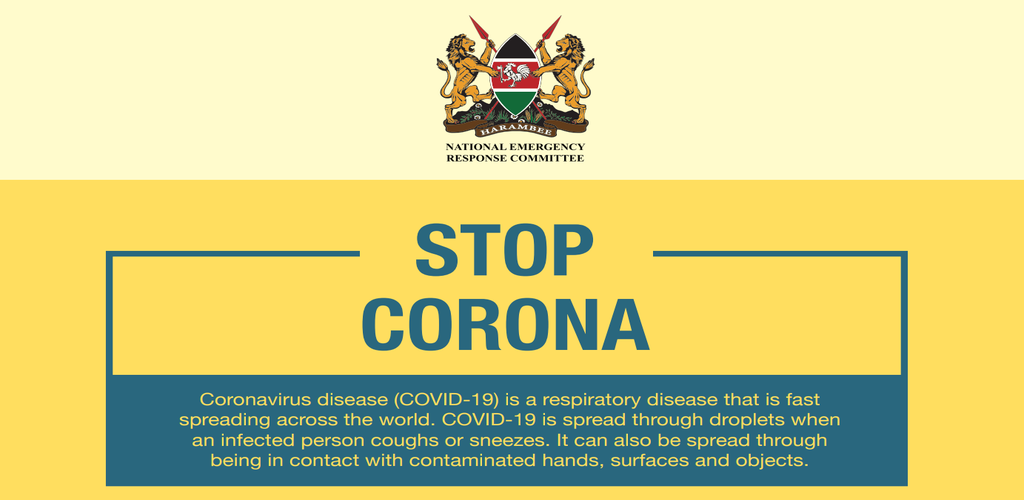 HARAMBEE
NATIONAL EMERGENCY
RESPONSE COMMITTEE
STOP
CORONA
Coronavirus disease (COVID-19) is a respiratory disease that is fast
spreading across the world. COVID-19 is spread through droplets when
an infected person coughs or sneezes. It can also be spread through
being in contact with contaminated hands, surfaces and objects.